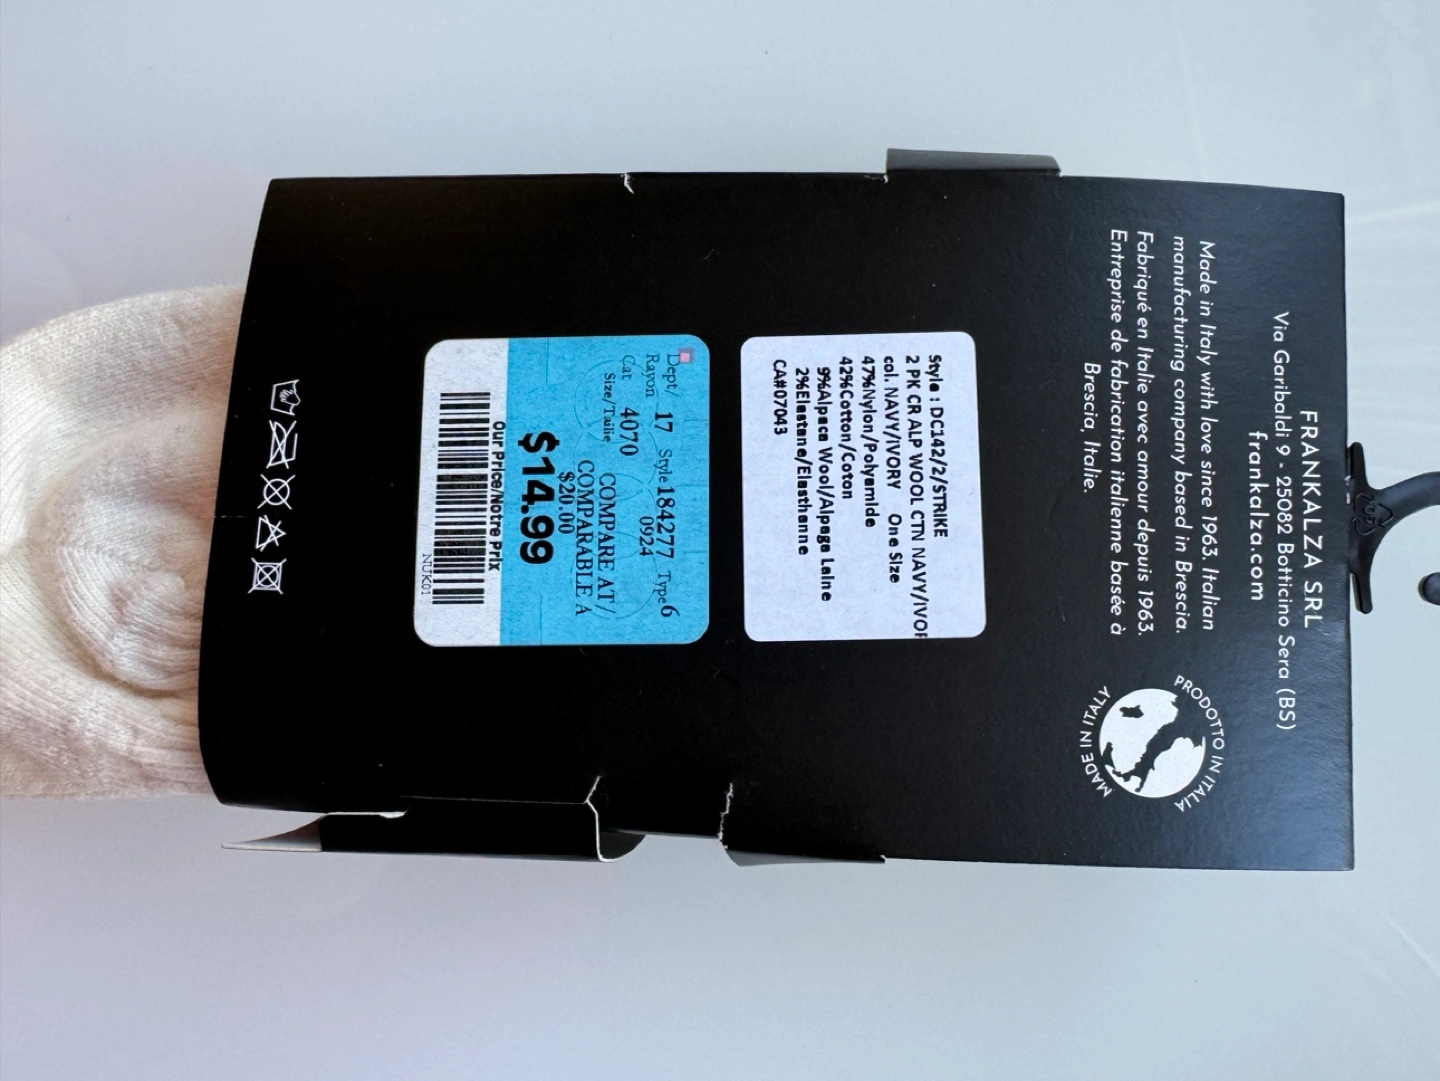 FRANKALZA SRL
Via Garibaldi 9 - 25082 Botticino Sera (BS)
frankalza.com
Made in Italy with love since 1963. Italian
manufacturing company based in Brescia.
Fabriqué en Italie avec amour depuis 1963.
Entreprise de fabrication italienne basée à
Brescia, Italie.
PRODOTTO IN ITALIA
MADE IN ITALY
Style : DC142/2/STRIKE
2 PK CR ALP WOOL CTN NAVY/IVOR
col. NAVY/IVORY One Size
47%Nylon/Polyamide
42%Cotton/Coton
9%Alpaca Wool/Alpaga Laine
2%Elastane/Elasthanne
CA#07043
Dept/
Rayon 17 Style 184277 Type 6
Cat 4070 0924
Size/Taille
COMPARE AT/
COMPARABLE À
$20.00
$14.99
Our Price/Notre Prix
NUK01